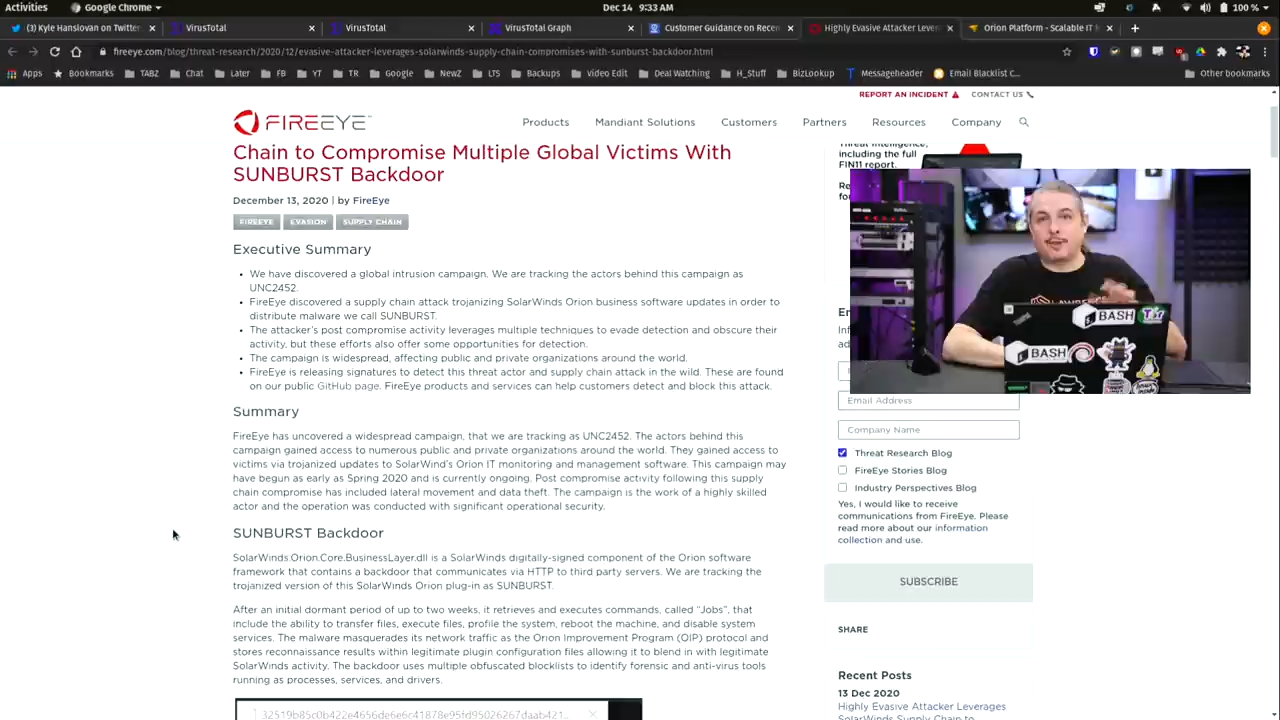 Activities
Google Chrome
Dec 14 9:33 AM
100 %
(3) Kyle Hanslovan on Twitter
VirusTotal
VirusTotal
VirusTotal Graph
Customer Guidance on Recen
Highly Evasive Attacker Lever
Orion Platform - Scalable IT M
fireeye.com/blog/threat-research/2020/12/evasive-attacker-leverages-solarwinds-supply-chain-compromises-with-sunburst-backdoor.html
Apps
Bookmarks
TABZ
Chat
Later
FB
YT
TR
Google
NewZ
LTS
Backups
Video Edit
Deal Watching
H_Stuff
BizLookup
Messageheader
Email Blacklist C...
Other bookmarks
REPORT AN INCIDENT
CONTACT US
FIREEYE
Products
Mandiant Solutions
Customers
Partners
Resources
Company
Chain to Compromise Multiple Global Victims With
SUNBURST Backdoor
December 13, 2020 | by FireEye
FIREEYE
EVASION
SUPPLY CHAIN
Executive Summary
We have discovered a global intrusion campaign. We are tracking the actors behind this campaign as
UNC2452.
FireEye discovered a supply chain attack trojanizing SolarWinds Orion business software updates in order to
distribute malware we call SUNBURST.
The attacker's post compromise activity leverages multiple techniques to evade detection and obscure their
activity, but these efforts also offer some opportunities for detection.
The campaign is widespread, affecting public and private organizations around the world.
FireEye is releasing signatures to detect this threat actor and supply chain attack in the wild. These are found
on our public GitHub page. FireEye products and services can help customers detect and block this attack.
Summary
FireEye has uncovered a widespread campaign, that we are tracking as UNC2452. The actors behind this
campaign gained access to numerous public and private organizations around the world. They gained access to
victims via trojanized updates to SolarWind's Orion IT monitoring and management software. This campaign may
have begun as early as Spring 2020 and is currently ongoing. Post compromise activity following this supply
chain compromise has included lateral movement and data theft. The campaign is the work of a highly skilled
actor and the operation was conducted with significant operational security.
SUNBURST Backdoor
SolarWinds.Orion.Core.BusinessLayer.dll is a SolarWinds digitally-signed component of the Orion software
framework that contains a backdoor that communicates via HTTP to third party servers. We are tracking the
trojanized version of this SolarWinds Orion plug-in as SUNBURST.
After an initial dormant period of up to two weeks, it retrieves and executes commands, called "Jobs", that
include the ability to transfer files, execute files, profile the system, reboot the machine, and disable system
services. The malware masquerades its network traffic as the Orion Improvement Program (OIP) protocol and
stores reconnaissance results within legitimate plugin configuration files allowing it to blend in with legitimate
SolarWinds activity. The backdoor uses multiple obfuscated blocklists to identify forensic and anti-virus tools
running as processes, services, and drivers.
Threat Intelligence,
including the full
FIN11 report.
BASH
BASH
Email Address
Company Name
Threat Research Blog
FireEye Stories Blog
Industry Perspectives Blog
Yes, I would like to receive
communications from FireEye. Please
read more about our information
collection and use.
SUBSCRIBE
SHARE
Recent Posts
13 Dec 2020
Highly Evasive Attacker Leverages
SolarWinds Supply Chain to